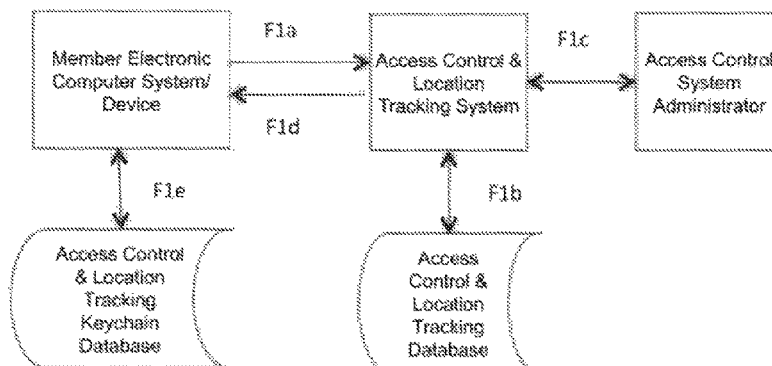 F1a
F1c
Member Electronic
Computer System/
Device
Access Control &
Location
Tracking System
Access Control
System
Administrator
F1d
F1e
F1b
Access Control
& Location
Tracking
Keychain
Database
Access
Control &
Location
Tracking
Database